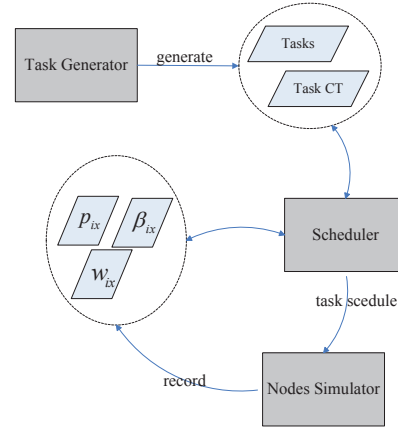 Tasks
Task Generator
generate
Task CT
p_ix
β_ix
Scheduler
w_ix
task scedule
record
Nodes Simulator